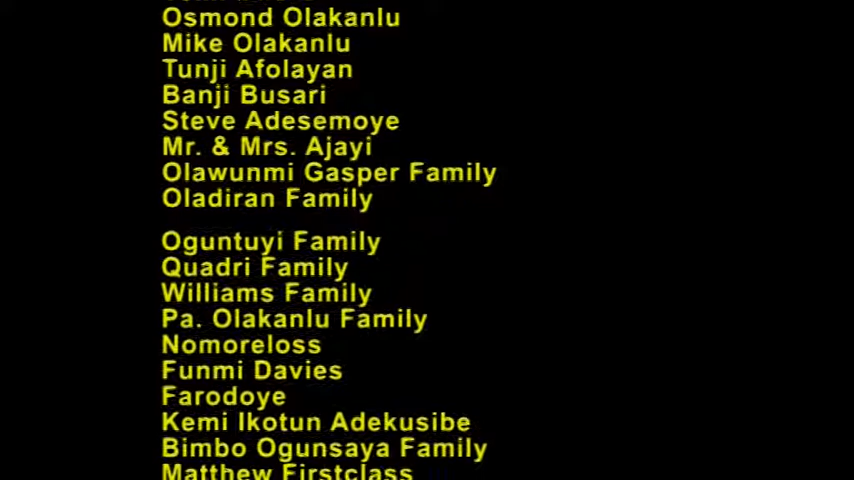 Osmond Olakanlu
Mike Olakanlu
Tunji Afolayan
Banji Busari
Steve Adesemoye
Mr. & Mrs. Ajayi
Olawunmi Gasper Family
Oladiran Family
Oguntuyi Family
Quadri Family
Williams Family
Pa. Olakanlu Family
Nomoreloss
Funmi Davies
Farodoye
Kemi Ikotun Adekusibe
Bimbo Ogunsaya Family
Matthew Firstclass